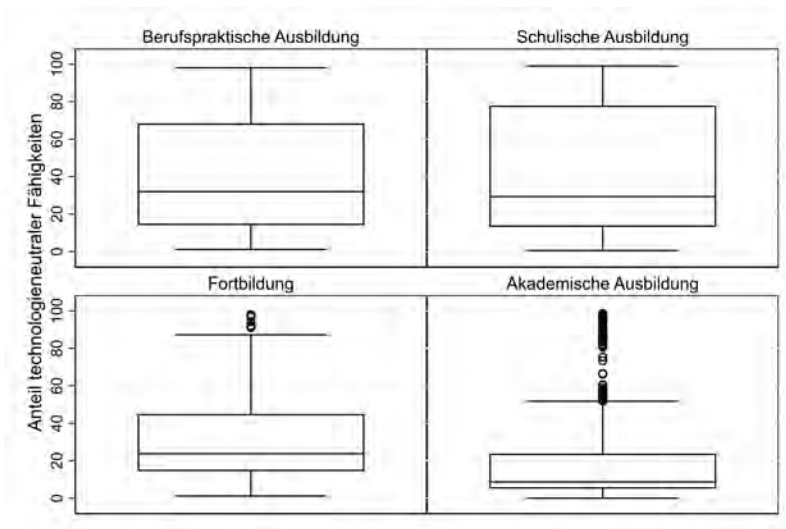 Berufspraktische Ausbildung
Schulische Ausbildung
100
80
60
40
20
0
Fortbildung
Akademische Ausbildung
100
80
60
40
20
0
Anteil technologieneutraler Fähigkeiten